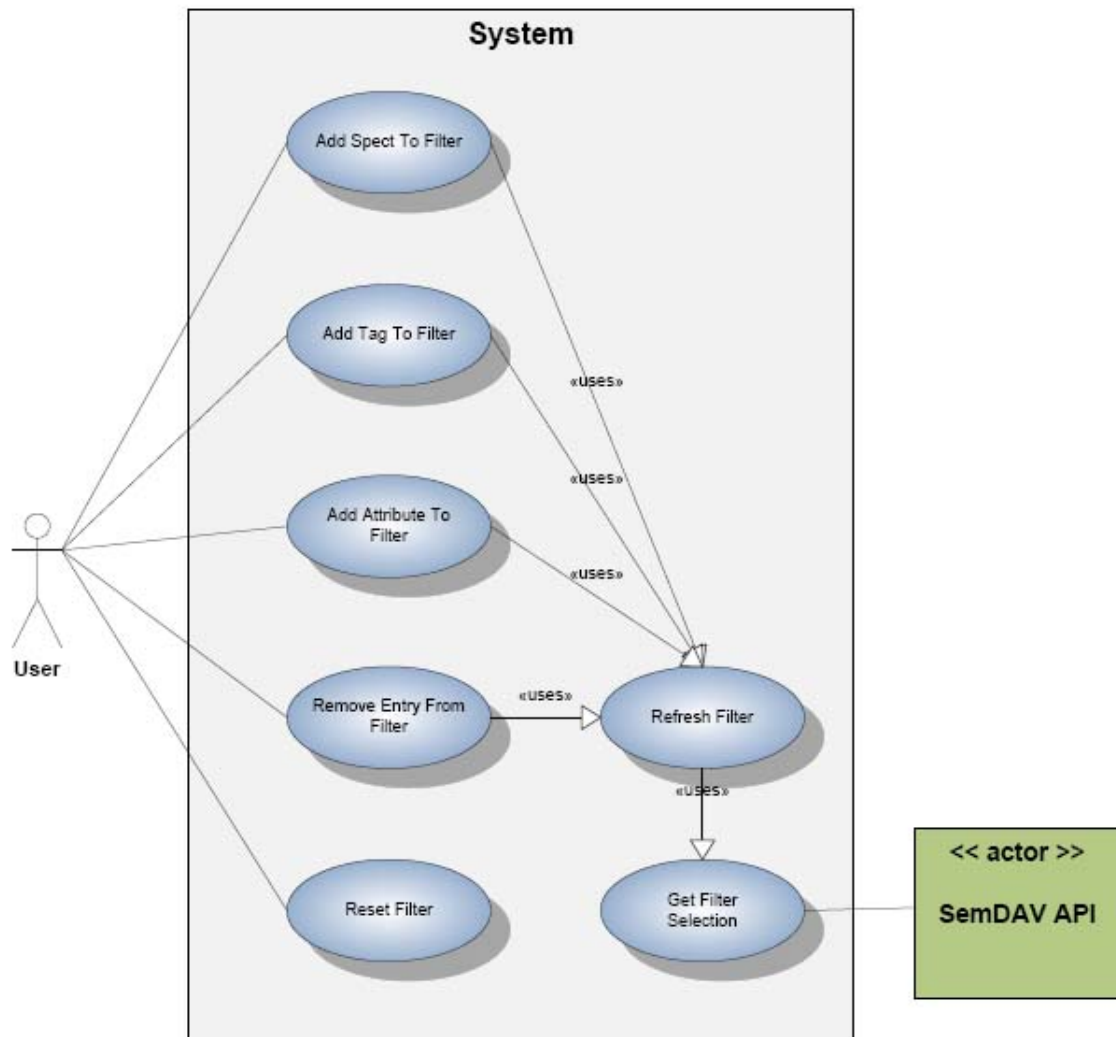 System
Add Spect To Filter
Add Tag To Filter
«uses»
«uses»
Add Attribute To
Filter
«uses»
User
Remove Entry From
Filter
«uses»
Refresh Filter
«uses»
Reset Filter
Get Filter
Selection
<< actor >>
SemDAV API